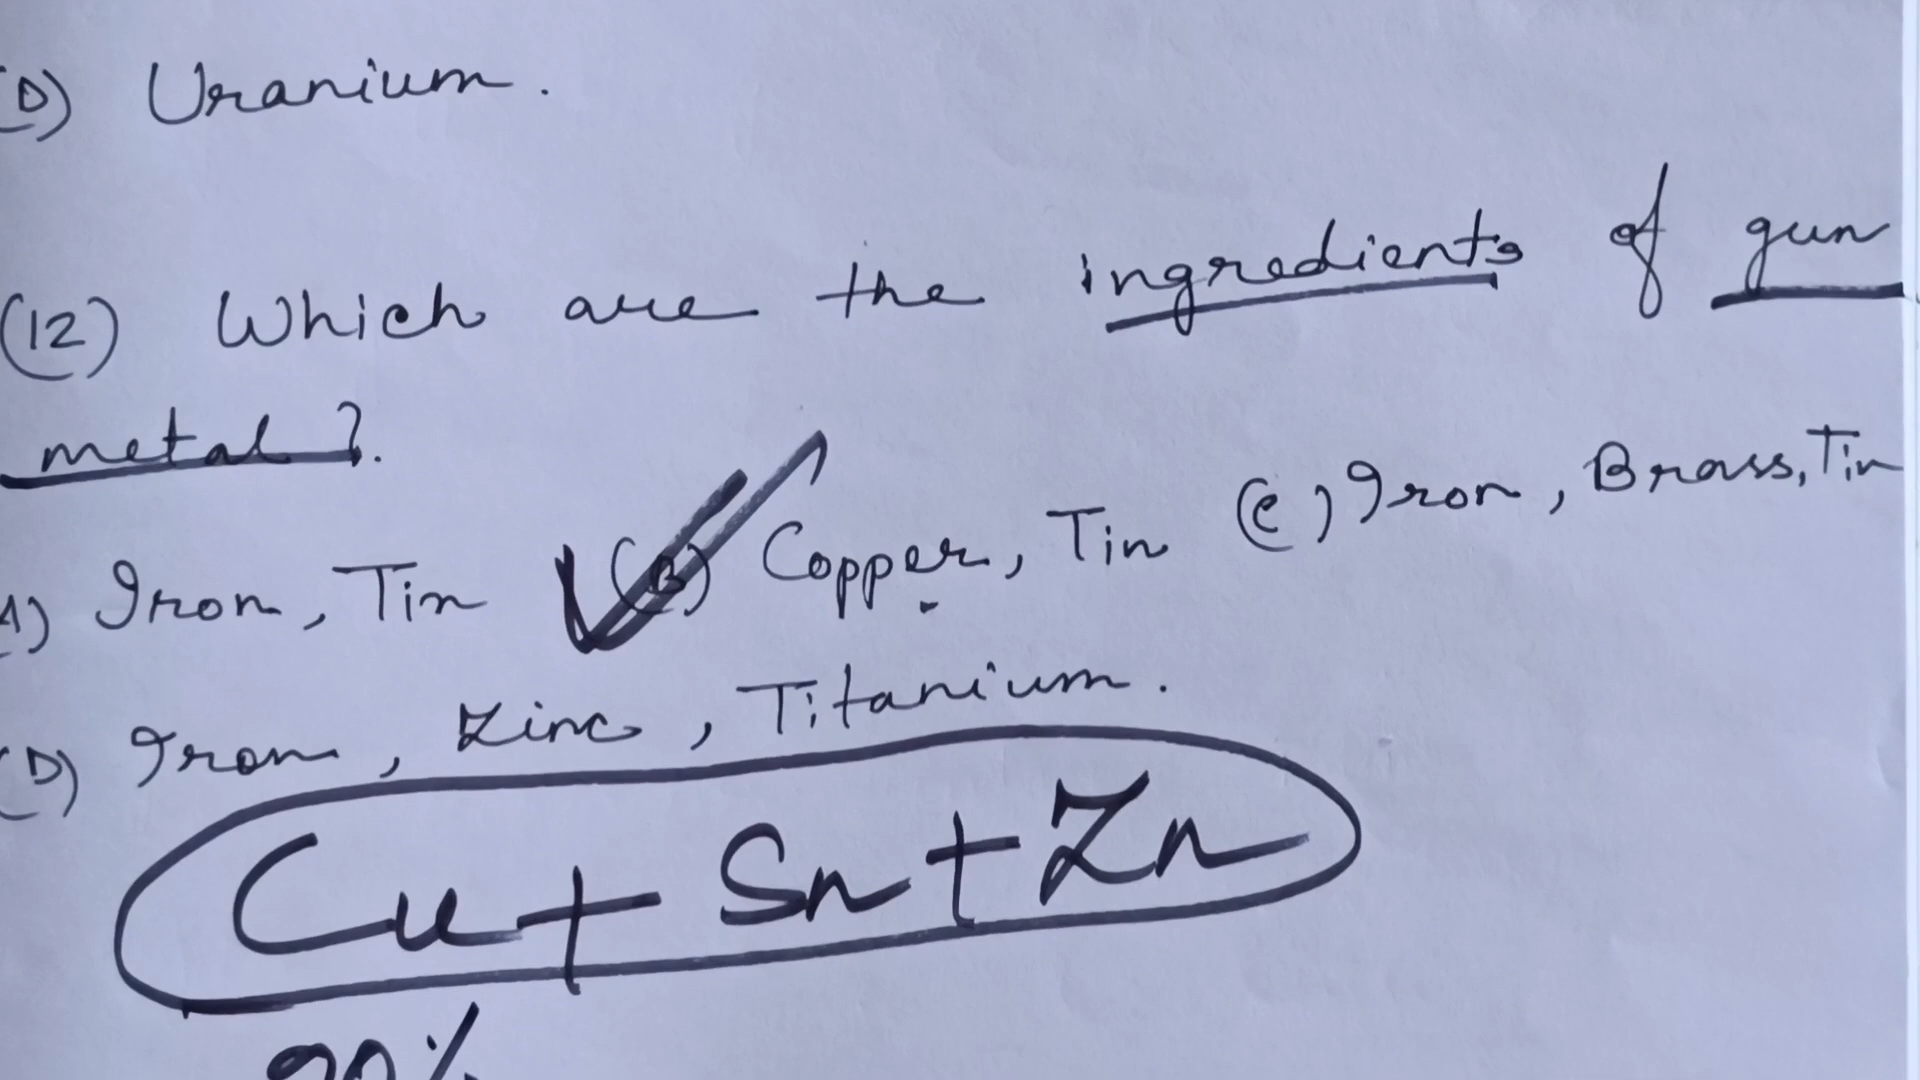 (D) Uranium.
(12) Which are the ingredients of gun
metal?.
A) Iron, Tin (B) Copper, Tin (C) Iron, Brass, Tin
(D) Iron, Zinc, Titanium.
Cu + Sn + Zn
90%